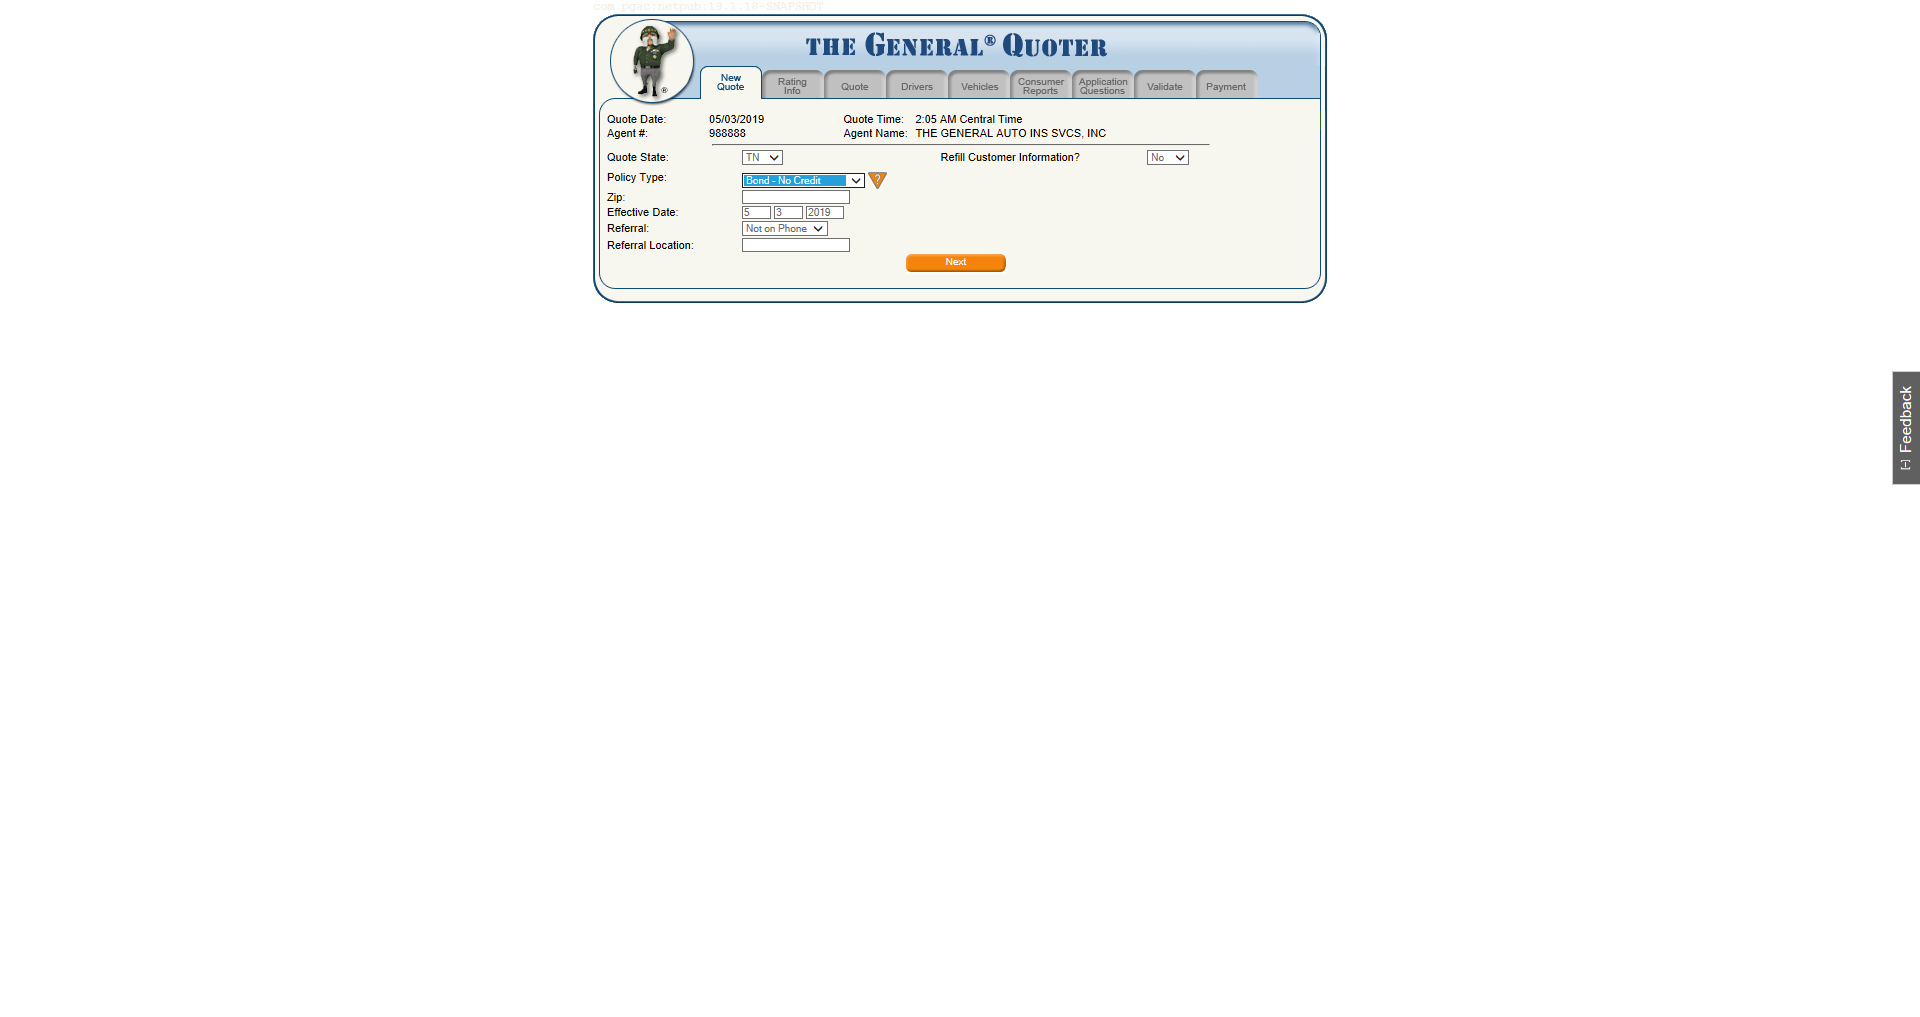 com.pgac:netpub:19.1.18-SNAPSHOT
THE GENERAL® QUOTER
New Quote
Rating Info
Quote
Drivers
Vehicles
Consumer Reports
Application Questions
Validate
Payment
®
Quote Date: 05/03/2019 Quote Time: 2:05 AM Central Time
Agent #: 988888 Agent Name: THE GENERAL AUTO INS SVCS, INC
Quote State: TN Refill Customer Information? No
Policy Type: Bond - No Credit ?
Zip:
Effective Date: 5 3 2019
Referral: Not on Phone
Referral Location:
Next
[-] Feedback